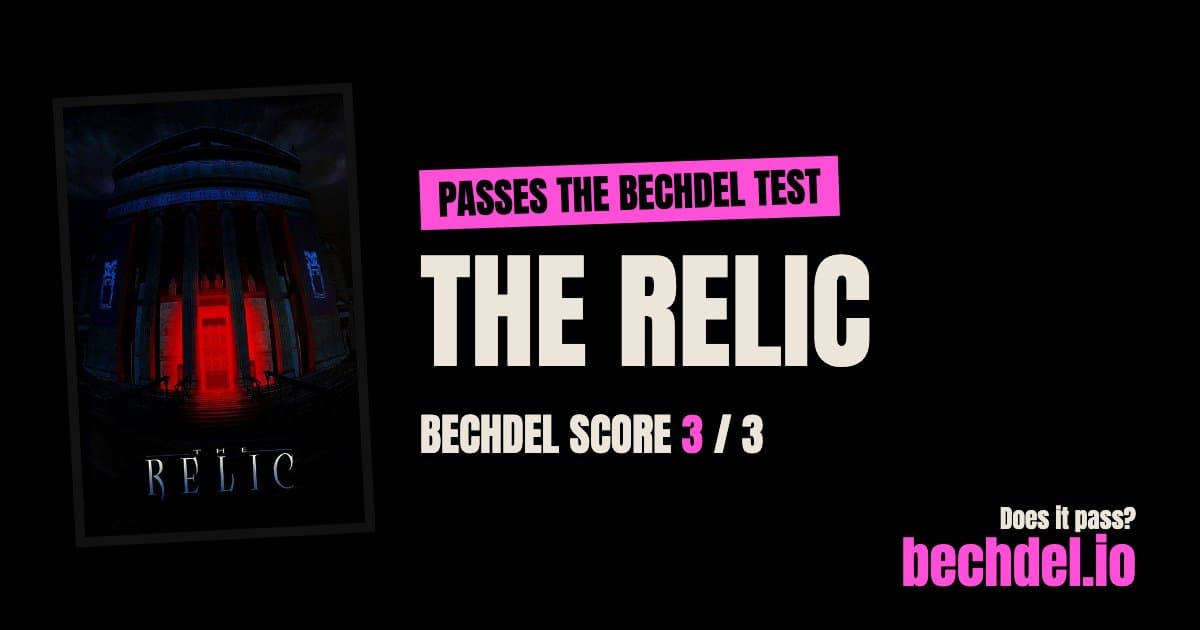 PASSES THE BECHDEL TEST
THE RELIC
BECHDEL SCORE 3 / 3
THE
RELIC
Does it pass?
bechdel.io